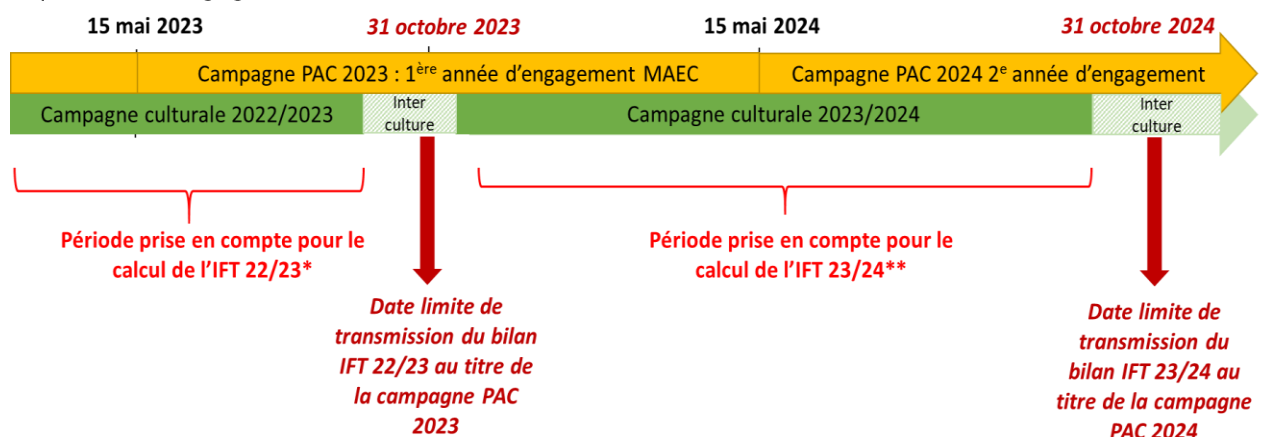 15 mai 2023
31 octobre 2023
15 mai 2024
31 octobre 2024
Campagne PAC 2023 : 1ère année d'engagement MAEC
Campagne PAC 2024 2e année d'engagement
Campagne culturale 2022/2023
Inter
culture
Campagne culturale 2023/2024
Inter
culture
Période prise en compte pour le
calcul de l'IFT 22/23*
Période prise en compte pour le
calcul de l'IFT 23/24**
Date limite de
transmission du bilan
IFT 22/23 au titre de
la campagne PAC
2023
Date limite de
transmission du
bilan IFT 23/24 au
titre de la campagne
PAC 2024